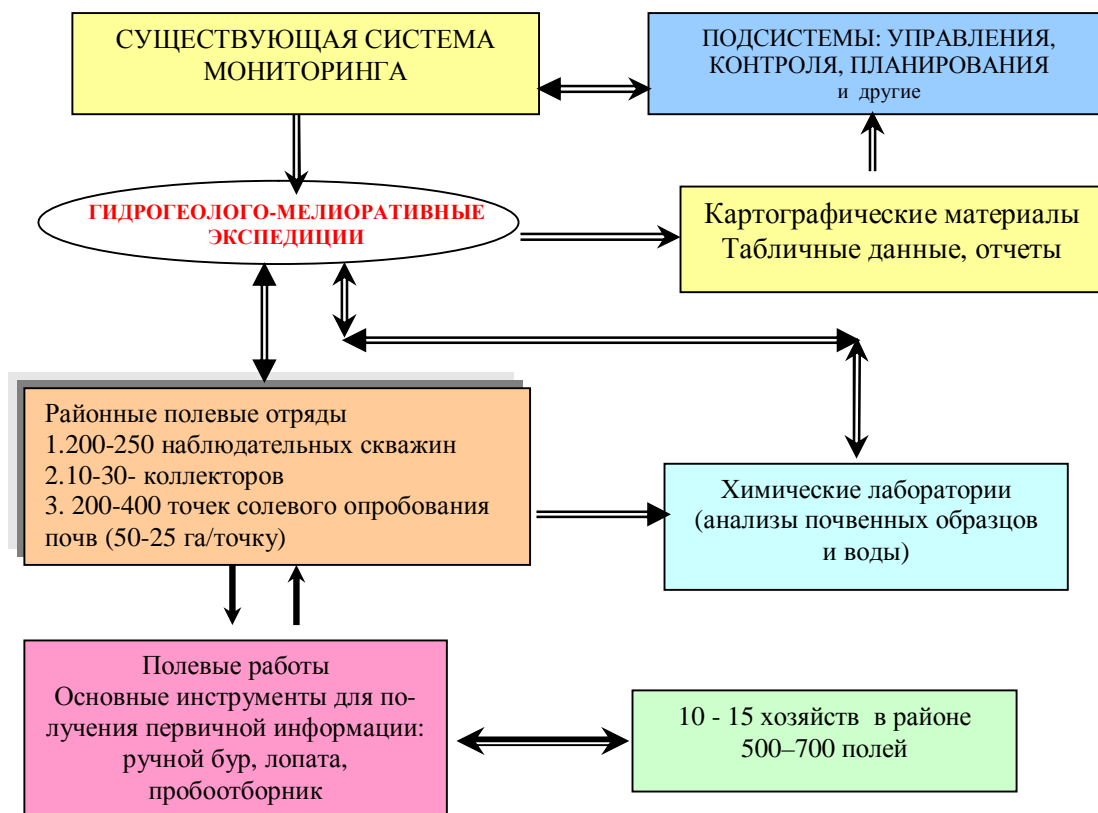 СУЩЕСТВУЮЩАЯ СИСТЕМА
МОНИТОРИНГА
ПОДСИСТЕМЫ: УПРАВЛЕНИЯ,
КОНТРОЛЯ, ПЛАНИРОВАНИЯ
и другие
ГИДРОГЕОЛОГО-МЕЛИОРАТИВНЫЕ
ЭКСПЕДИЦИИ
Картографические материалы
Табличные данные, отчеты
Районные полевые отряды
1.200-250 наблюдательных скважин
2.10-30- коллекторов
3. 200-400 точек солевого опробования
почв (50-25 га/точку)
Химические лаборатории
(анализы почвенных образцов
и воды)
Полевые работы
Основные инструменты для по-
лучения первичной информации:
ручной бур, лопата,
пробоотборник
10 - 15 хозяйств в районе
500–700 полей